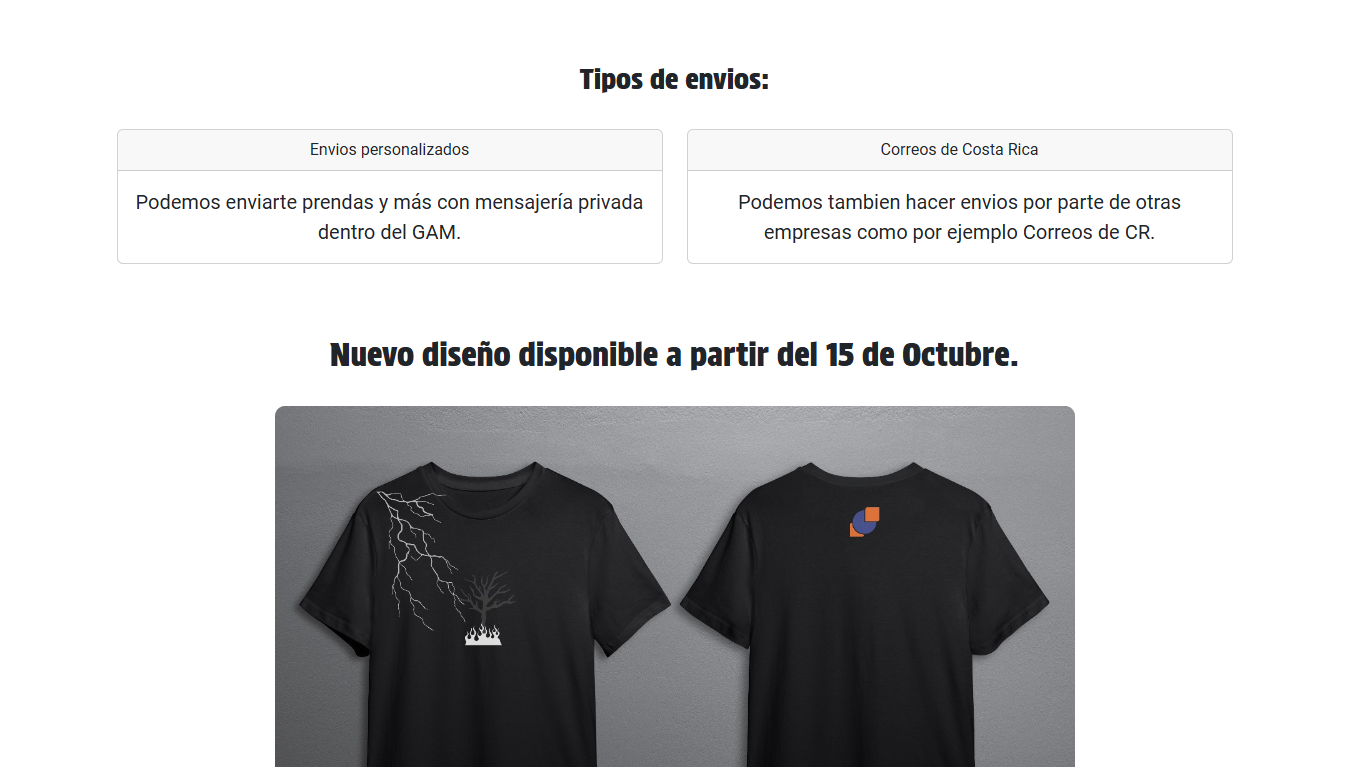 Tipos de envios:
Envios personalizados
Podemos enviarte prendas y más con mensajería privada
dentro del GAM.
Correos de Costa Rica
Podemos tambien hacer envios por parte de otras
empresas como por ejemplo Correos de CR.
Nuevo diseño disponible a partir del 15 de Octubre.